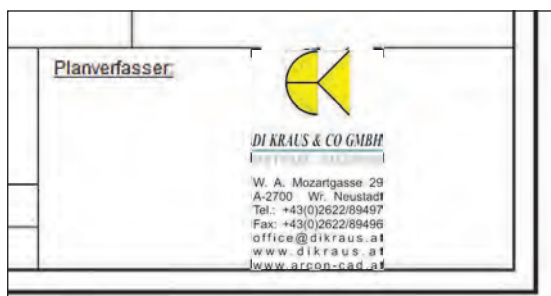 Planverfasser:
DI KRAUS & CO GMBH
W. A. Mozartgasse 29
A-2700 Wr. Neustadt
Tel.: +43(0)2622/89497
Fax: +43(0)2622/89496
office@dikraus.at
www.dikraus.at
www.arcon-cad.at